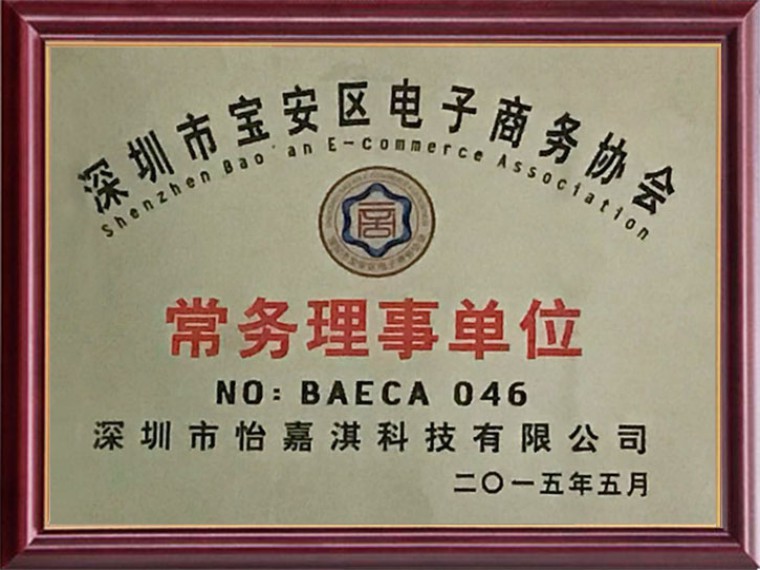 深圳市宝安区电子商务协会
Shenzhen Bao'an E-commerce Association
常务理事单位
NO: BAECA 046
深圳市怡嘉淇科技有限公司
二〇一五年五月